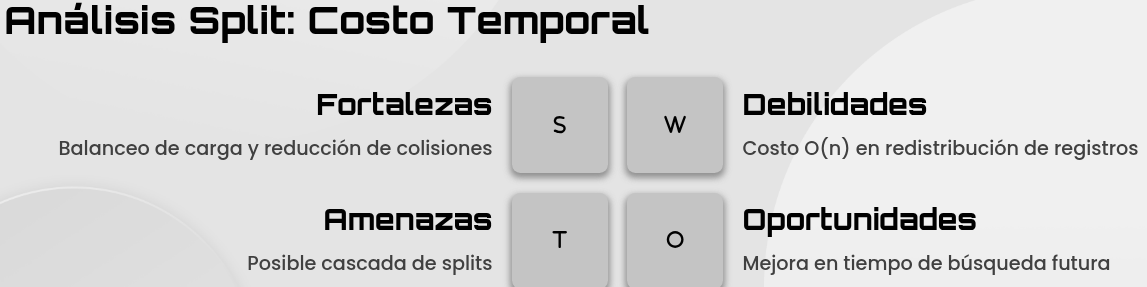 Análisis Split: Costo Temporal
Fortalezas
Balanceo de carga y reducción de colisiones
S
W
Debilidades
Costo O(n) en redistribución de registros
Amenazas
Posible cascada de splits
T
O
Oportunidades
Mejora en tiempo de búsqueda futura